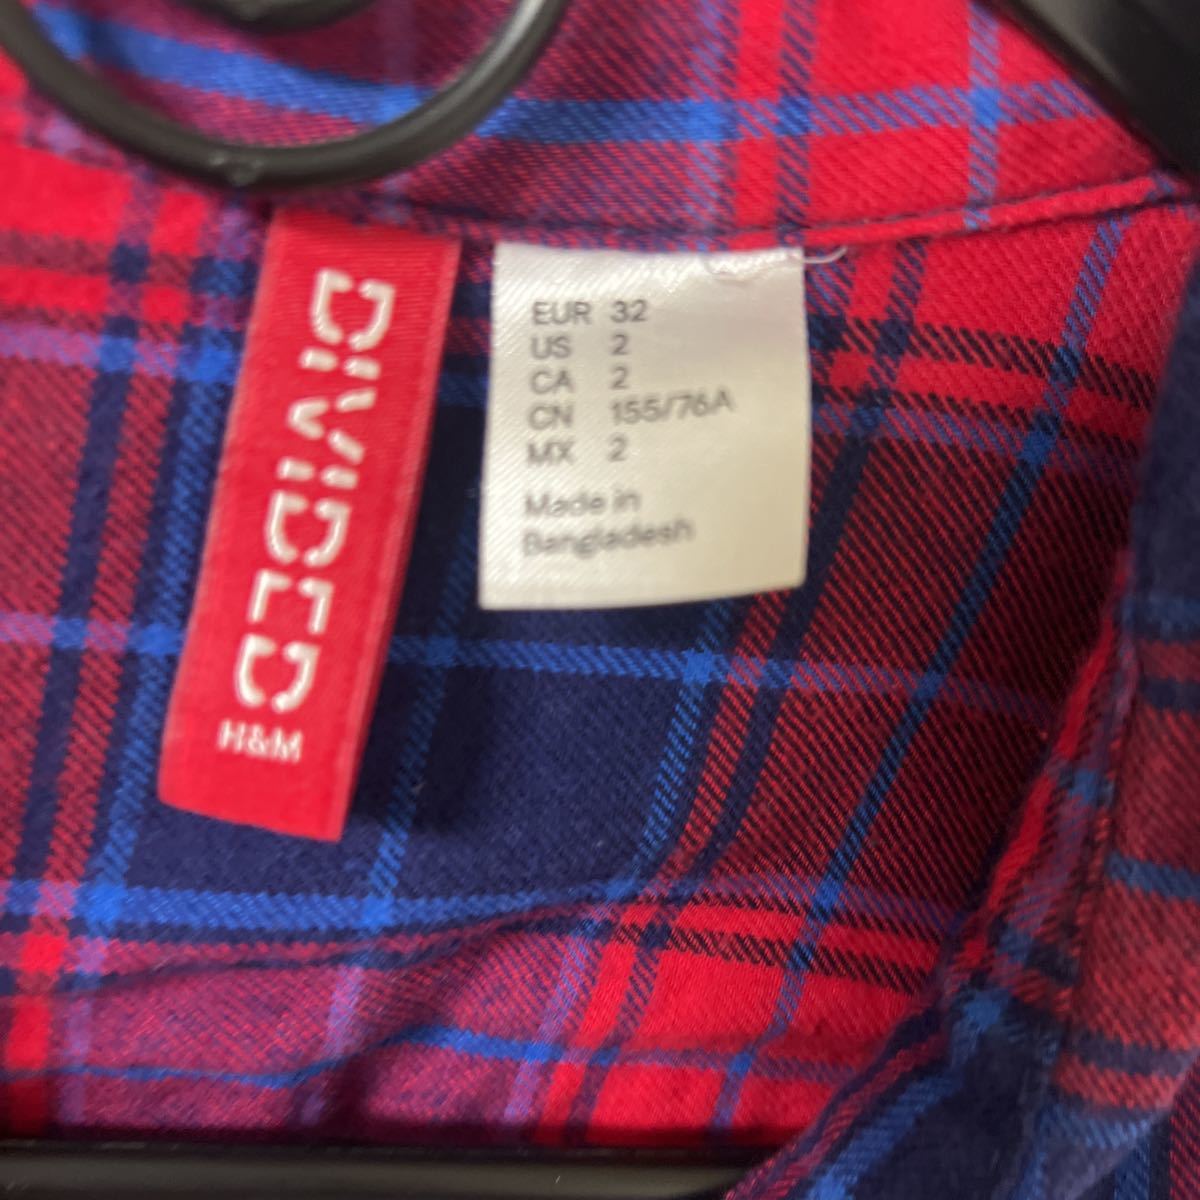 DIVIDED
H&M
EUR 32
US 2
CA 2
CN 155/76A
MX 2
Made in
Bangladesh